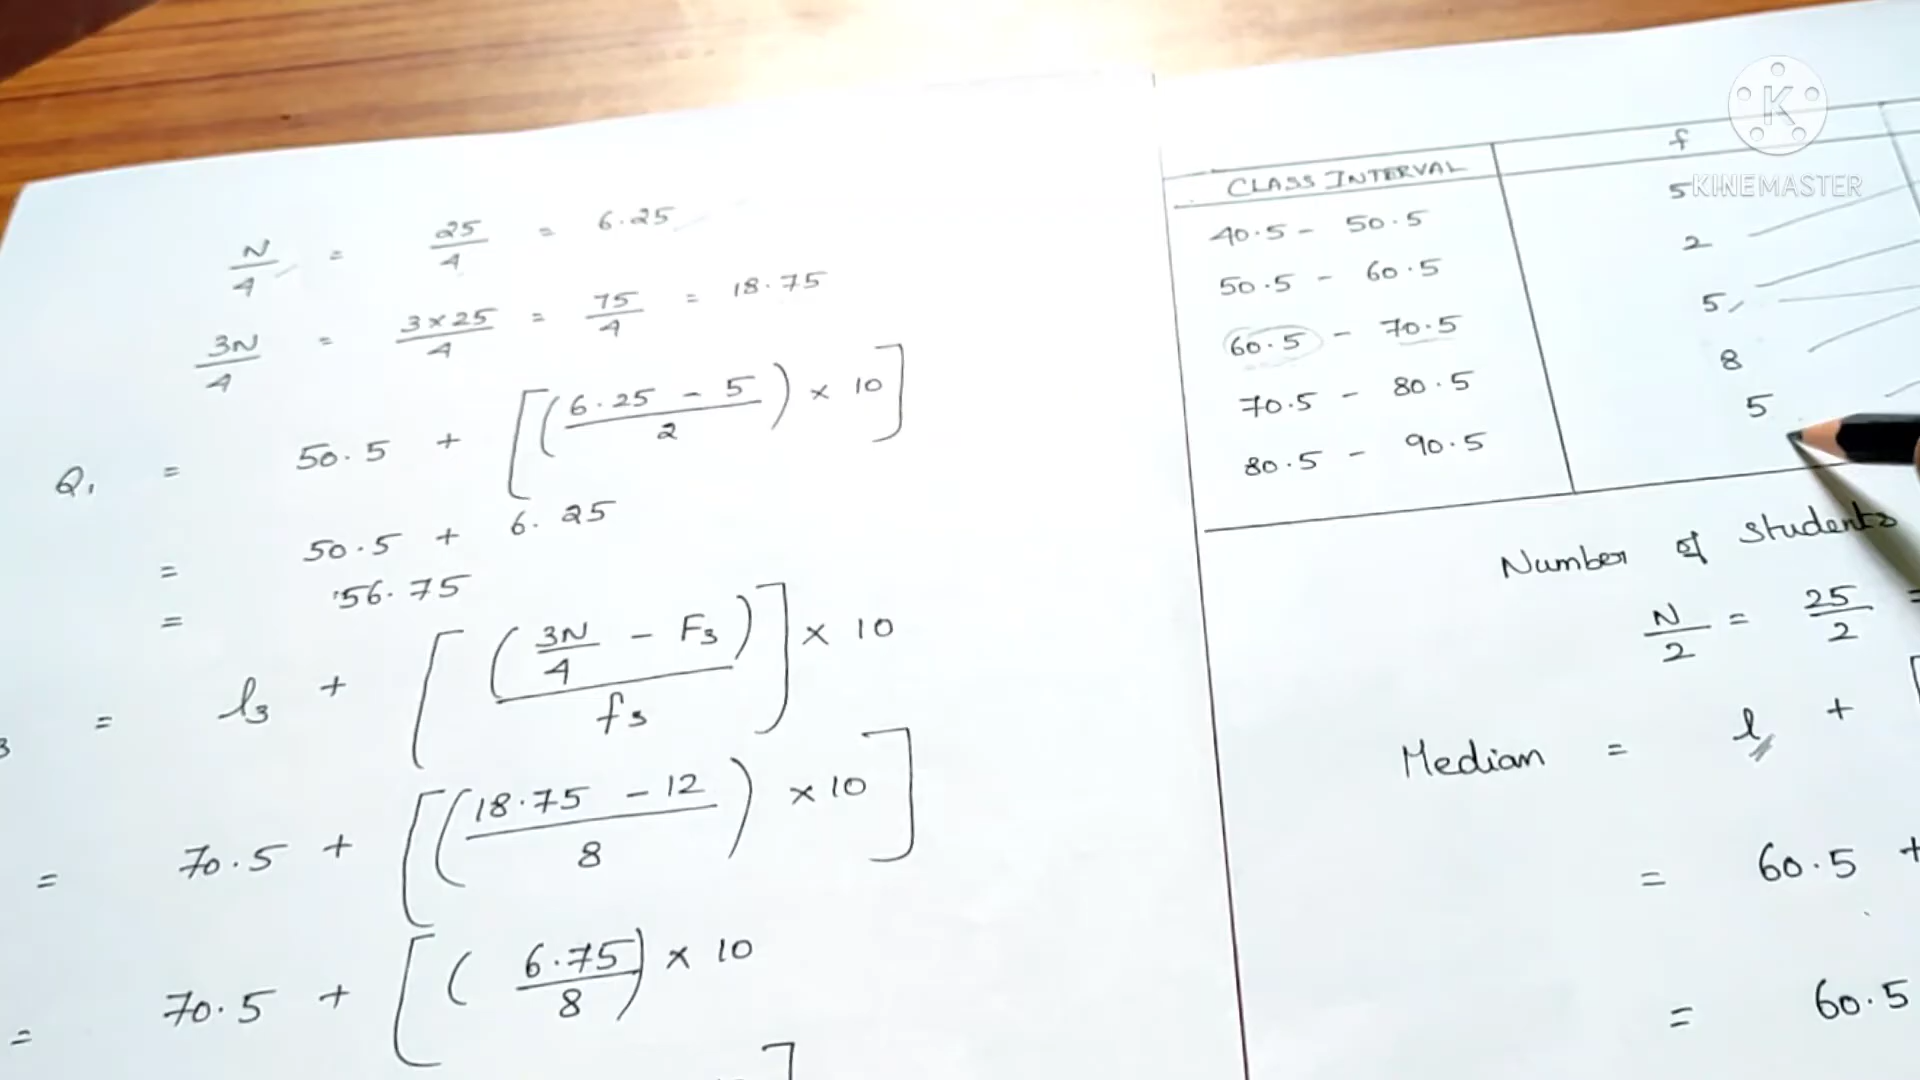 N/4 = 25/4 = 6.25
3N/4 = 3×25/4 = 75/4 = 18.75
Q₁ = 50.5 + [(6.25 - 5)/2) × 10]
= 50.5 + 6.25
= 56.75
₃ = l₃ + [(3N/4 - F₃)/f₃] × 10
= 70.5 + [(18.75 - 12/8) × 10]
= 70.5 + [(6.75/8) × 10
]
CLASS INTERVAL f
40.5 - 50.5 5
50.5 - 60.5 2
60.5 - 70.5 5
70.5 - 80.5 8
80.5 - 90.5 5
Number of students
N/2 = 25/2 =
Median = l +
= 60.5 +
= 60.5
K
KINEMASTER